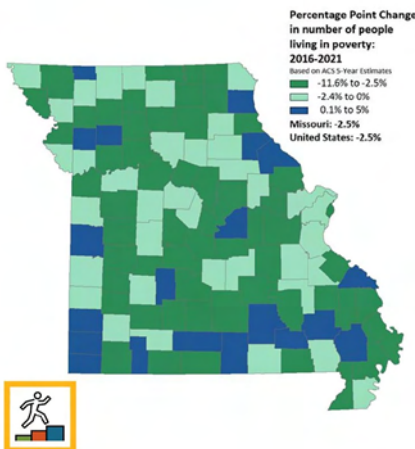 Percentage Point Change
in number of people
living in poverty:
2016-2021
Based on ACS 5-Year Estimates
-11.6% to -2.5%
-2.4% to 0%
0.1% to 5%
Missouri: -2.5%
United States: -2.5%